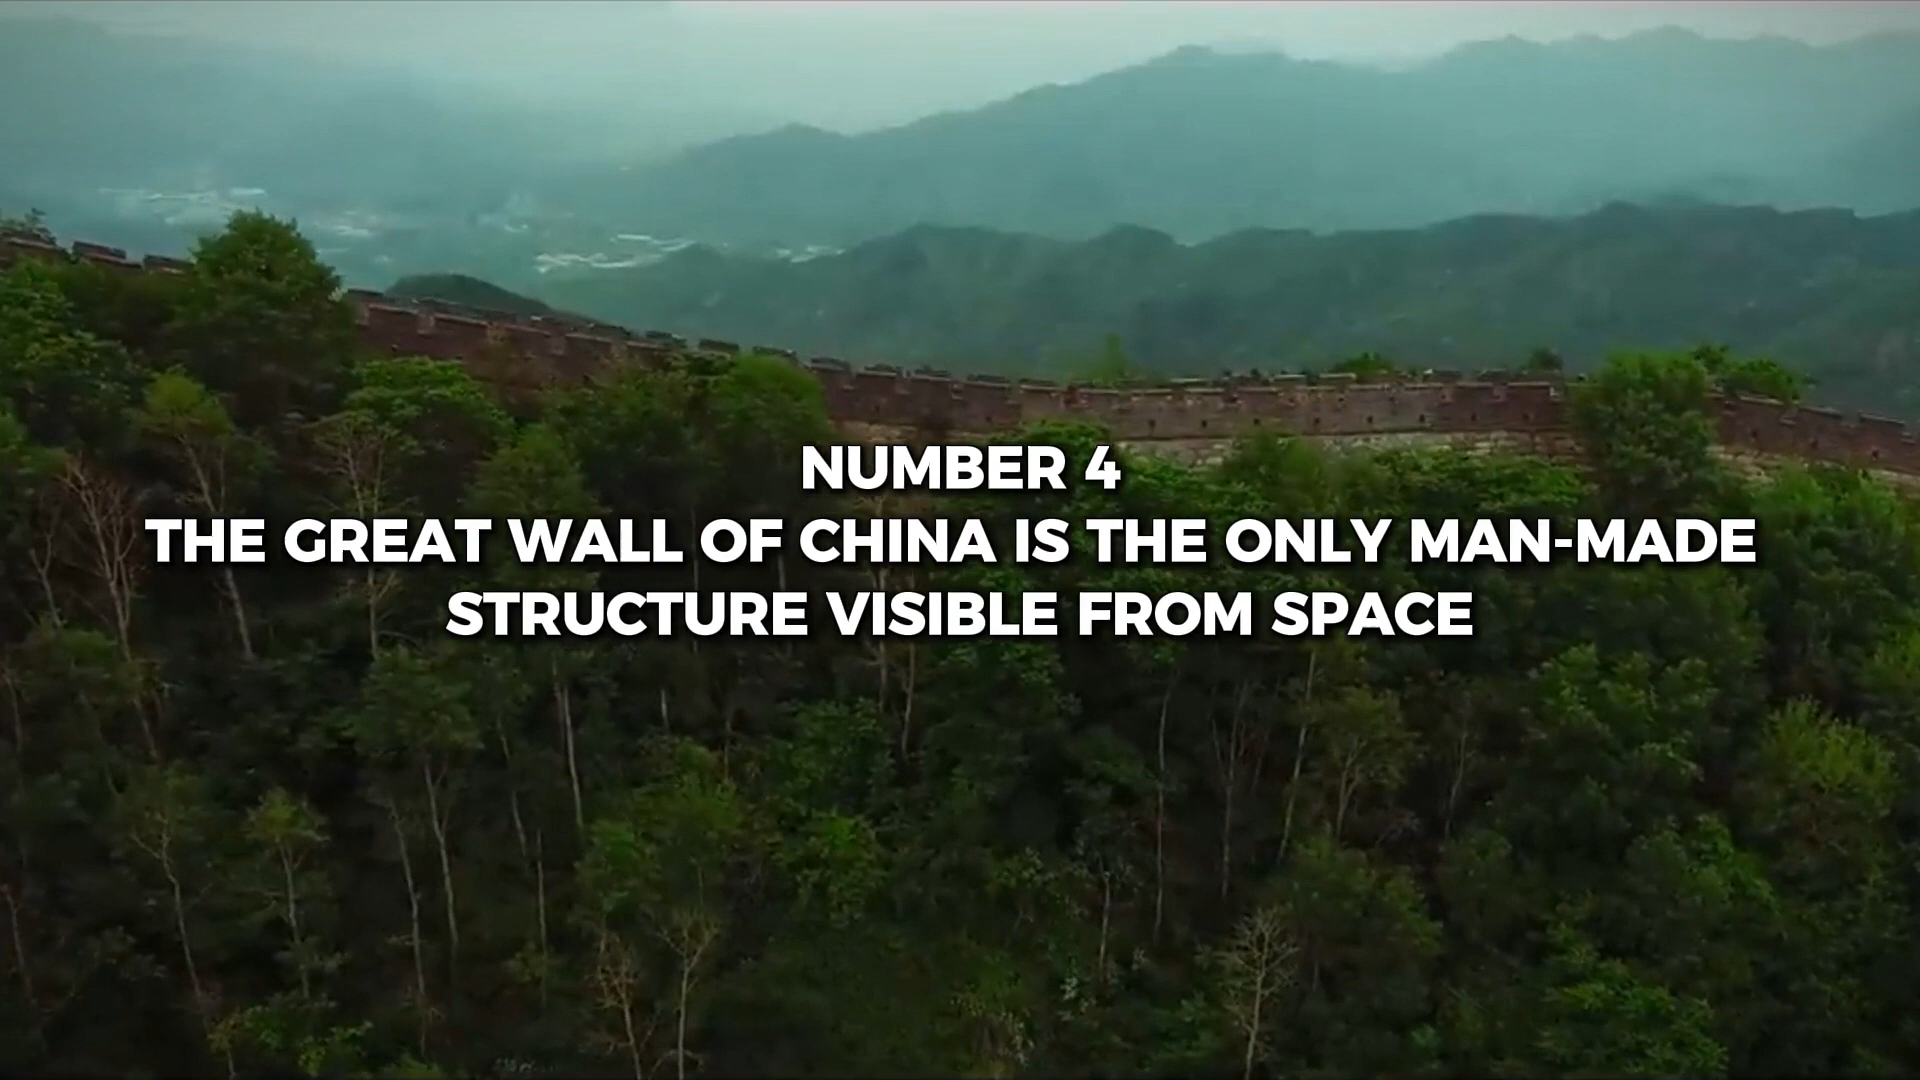 NUMBER 4
THE GREAT WALL OF CHINA IS THE ONLY MAN-MADE
STRUCTURE VISIBLE FROM SPACE